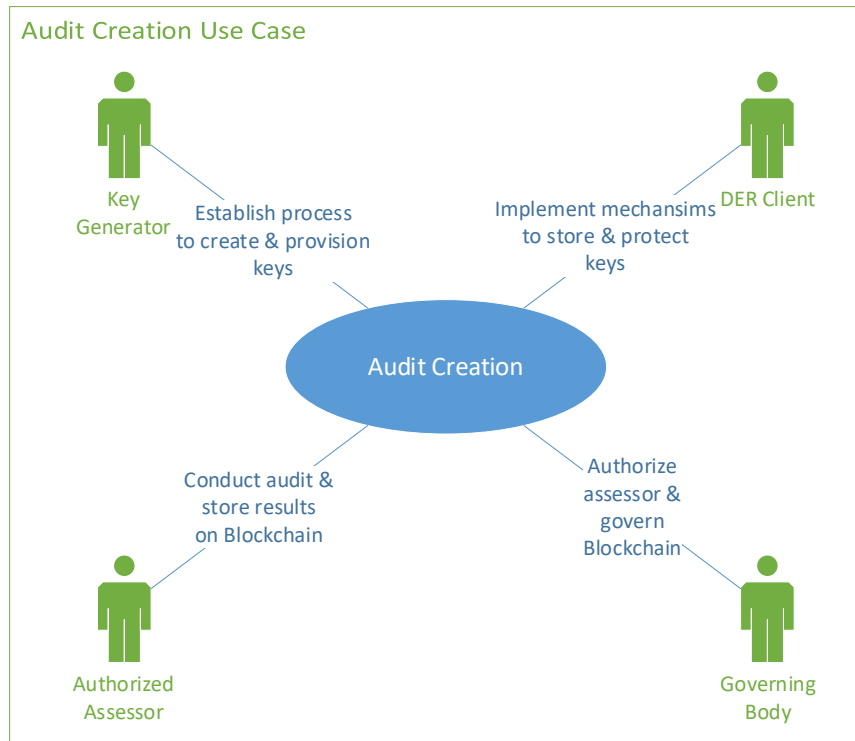 Audit Creation Use Case
Key
Generator
DER Client
Establish process
to create & provision
keys
Implement mechansims
to store & protect
keys
Audit Creation
Conduct audit &
store results
on Blockchain
Authorize
assessor &
govern
Blockchain
Authorized
Assessor
Governing
Body